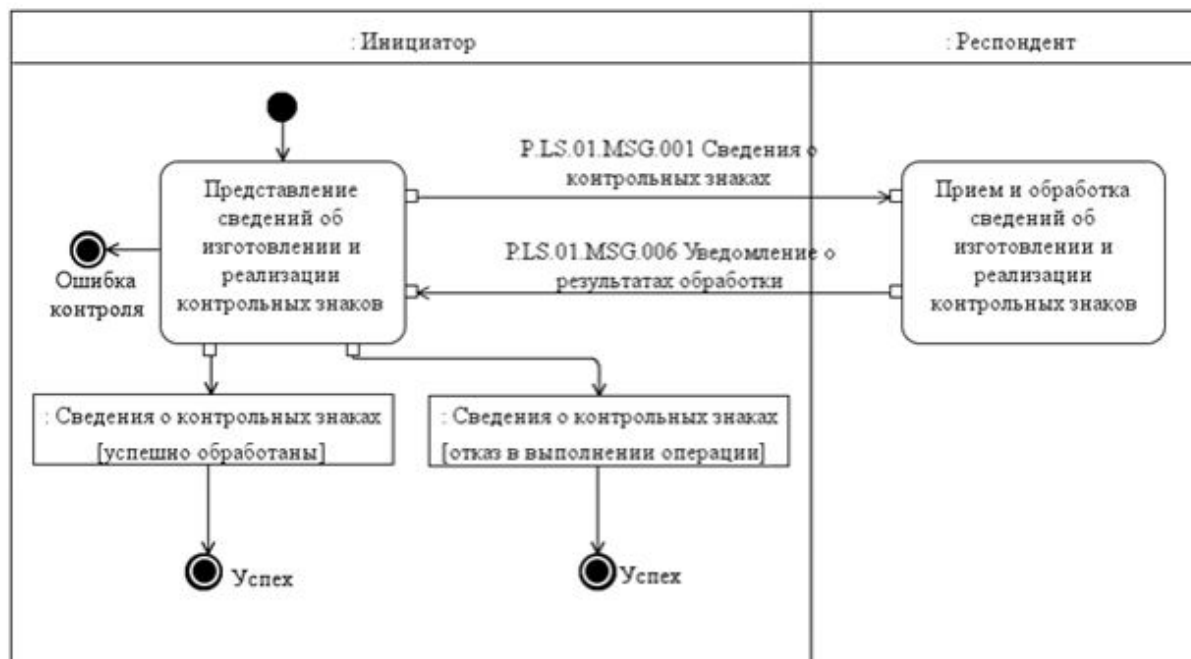 : Инициатор
: Респондент
P.LS.01.MSG.001 Сведения о
контрольных знаках
Представление
сведений об
изготовлении и
реализации
контрольных знаков
Прием и обработка
сведений об
изготовлении и
реализации
контрольных знаков
P.LS.01.MSG.006 Уведомление о
результатах обработки
Ошибка
контроля
: Сведения о контрольных знаках
[успешно обработаны]
: Сведения о контрольных знаках
[отказ в выполнении операции]
Успех
Успех